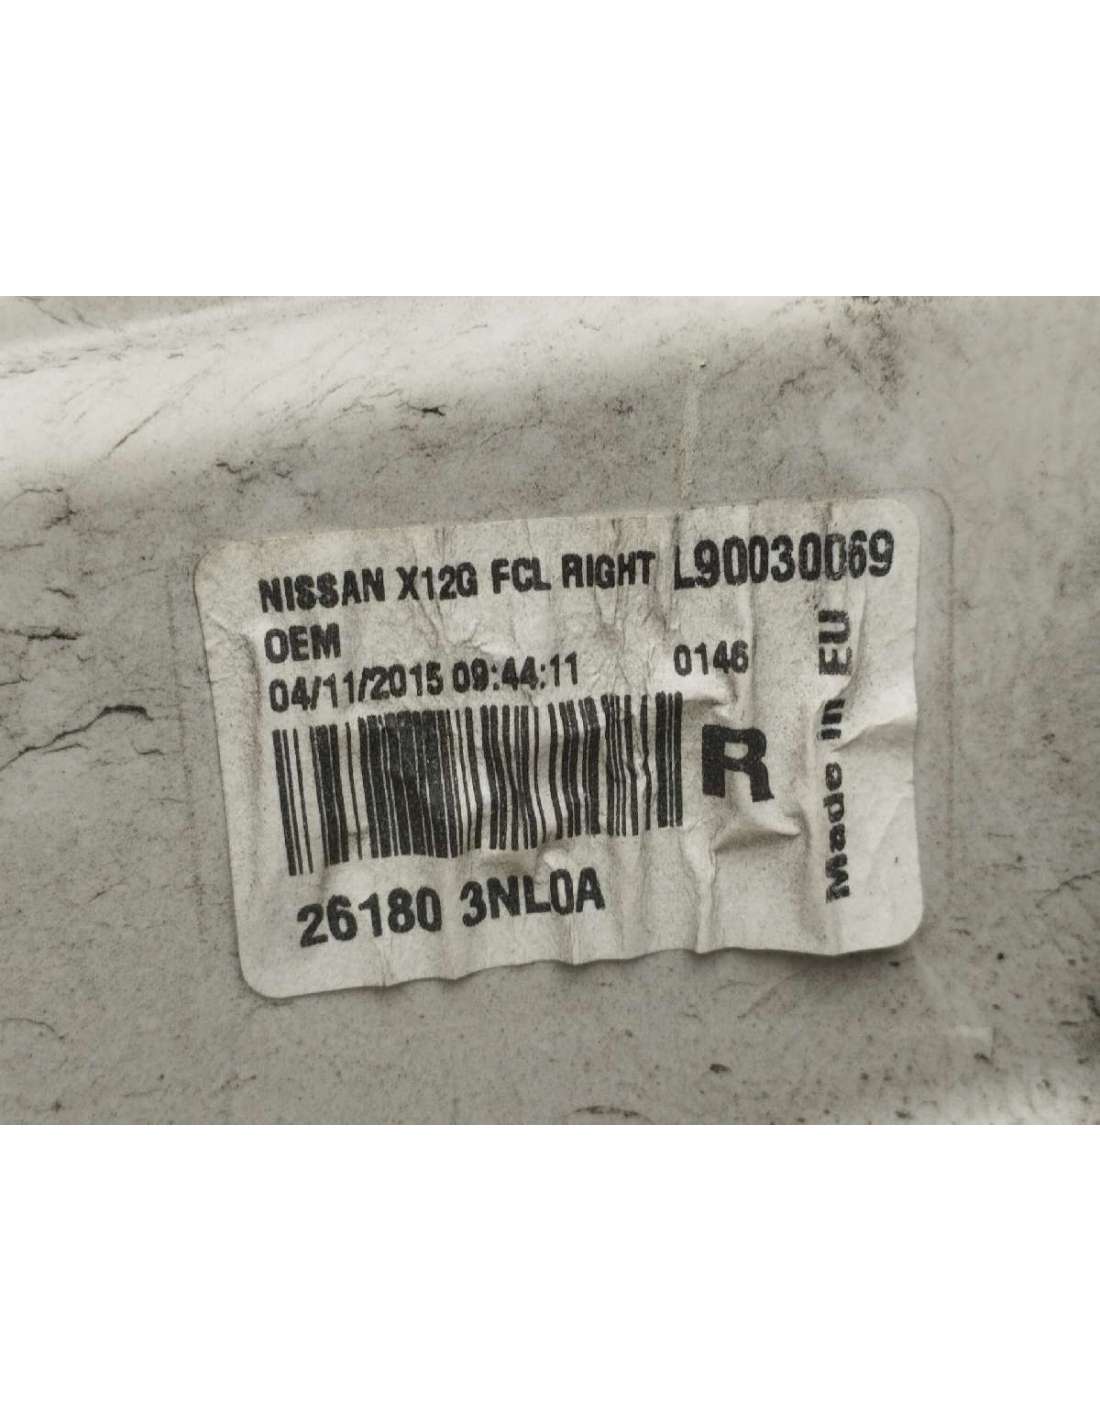 NISSAN X12G FCL RIGHT L90030069
OEM
04/11/2015 09:44:11 0146
R
Made in EU
26180 3NL0A